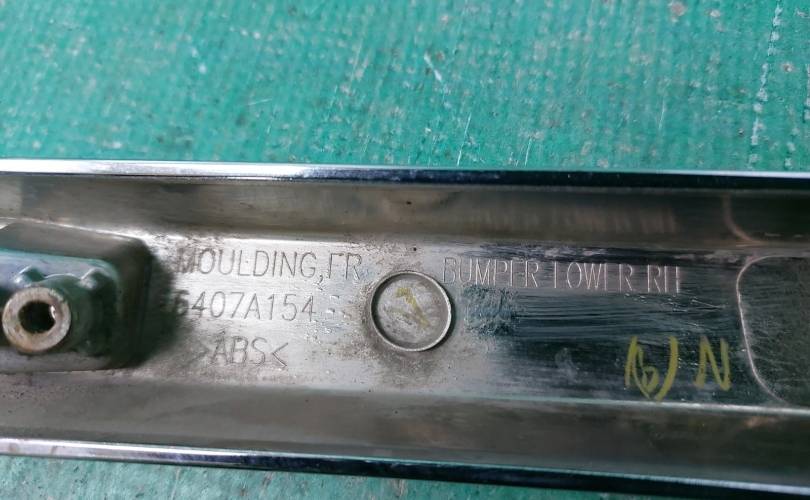 MOULDING,FR BUMPER LOWER RH
6407A154
>ABS<
N